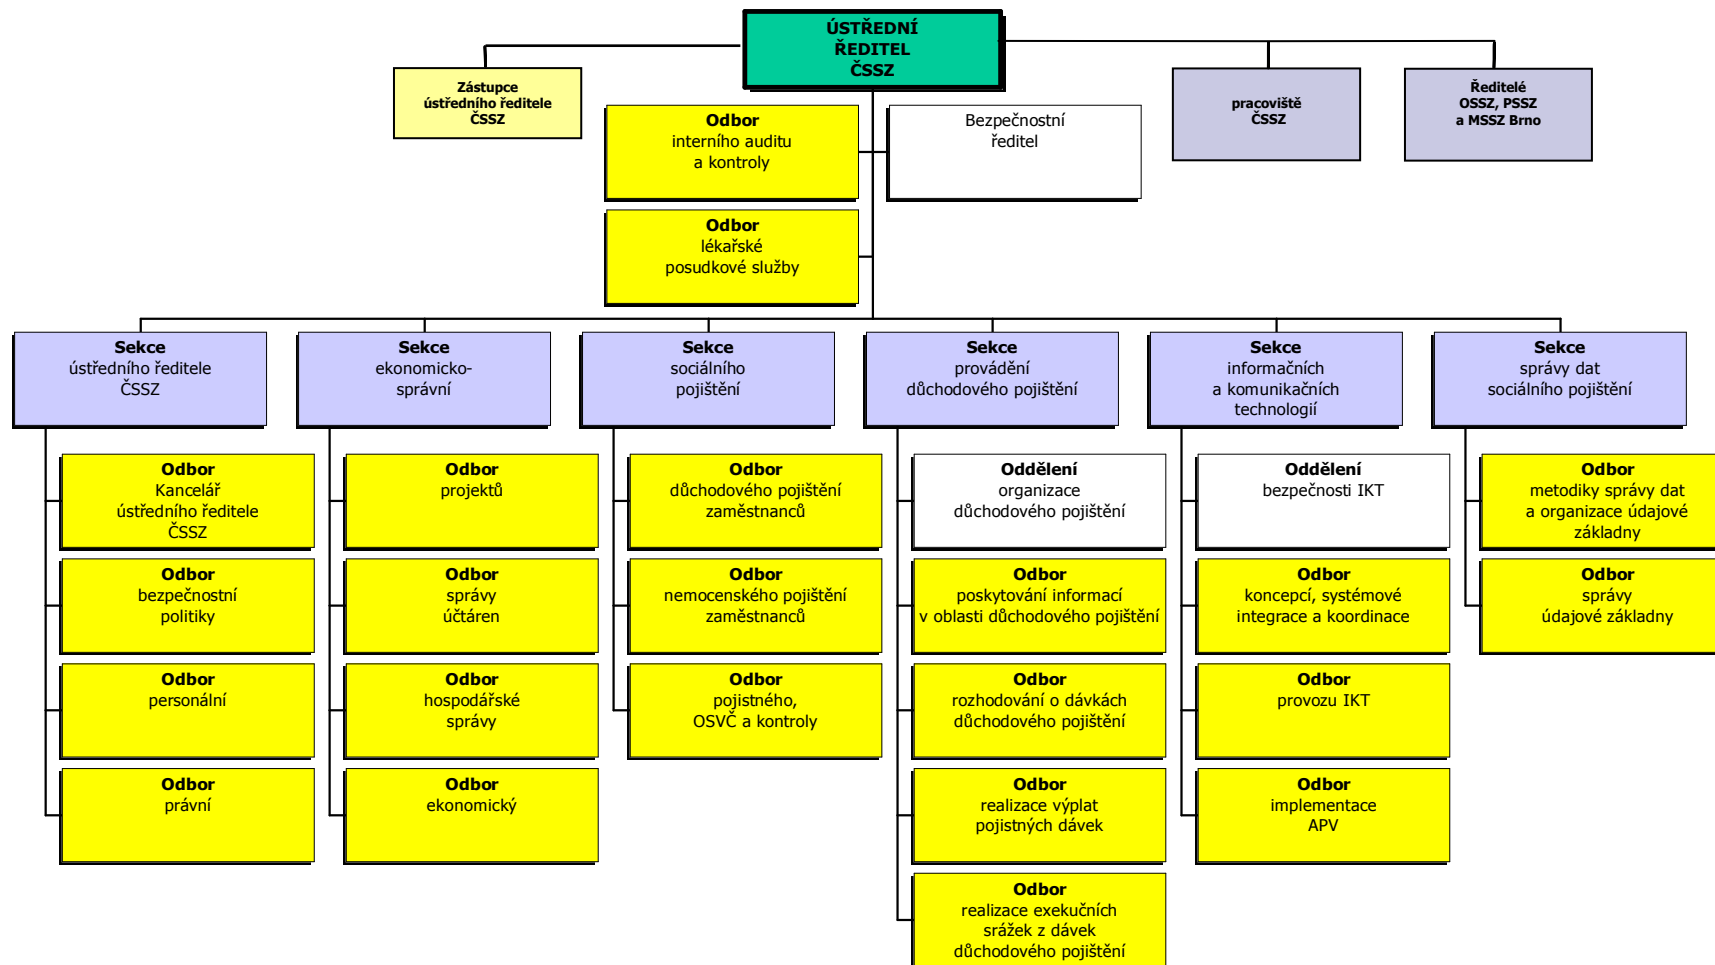 ÚSTŘEDNÍ
ŘEDITEL
ČSSZ
Zástupce
ústředního ředitele
ČSSZ
pracoviště
ČSSZ
Ředitelé
OSSZ, PSSZ
a MSSZ Brno
Odbor
interního auditu
a kontroly
Bezpečnostní
ředitel
Odbor
lékařské
posudkové služby
Sekce
ústředního ředitele
ČSSZ
Sekce
ekonomicko-
správní
Sekce
sociálního
pojištění
Sekce
provádění
důchodového pojištění
Sekce
informačních
a komunikačních
technologií
Sekce
správy dat
sociálního pojištění
Odbor
Kancelář
ústředního ředitele
ČSSZ
Odbor
projektů
Odbor
důchodového pojištění
zaměstnanců
Oddělení
organizace
důchodového pojištění
Oddělení
bezpečnosti IKT
Odbor
metodiky správy dat
a organizace údajové
základny
Odbor
bezpečnostní
politiky
Odbor
správy
účtáren
Odbor
nemocenského pojištění
zaměstnanců
Odbor
poskytování informací
v oblasti důchodového pojištění
Odbor
koncepcí, systémové
integrace a koordinace
Odbor
správy
údajové základny
Odbor
personální
Odbor
hospodářské
správy
Odbor
pojistného,
OSVČ a kontroly
Odbor
rozhodování o dávkách
důchodového pojištění
Odbor
provozu IKT
Odbor
právní
Odbor
ekonomický
Odbor
realizace výplat
pojistných dávek
Odbor
implementace
APV
Odbor
realizace exekučních
srážek z dávek
důchodového pojištění